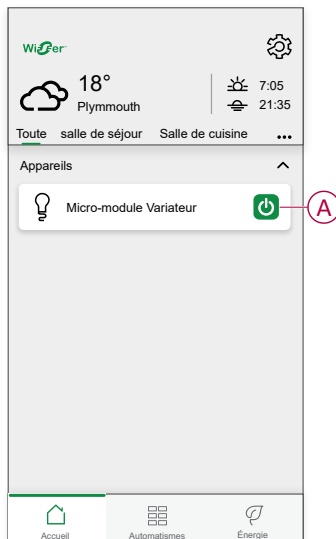 Wiser
18°
Plymmouth
7:05
21:35
Toute salle de séjour Salle de cuisine ...
Appareils
Micro-module Variateur
A
Accueil Automatismes Énergie